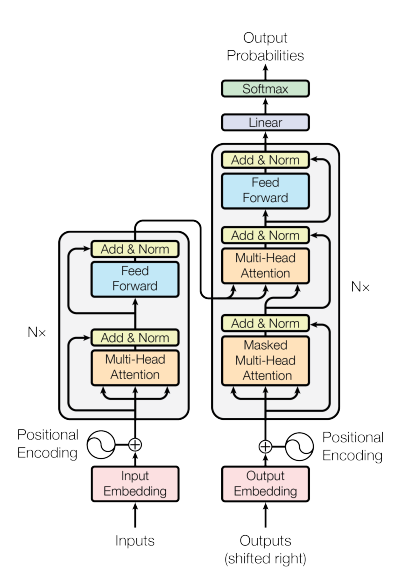 Output
Probabilities
Softmax
Linear
Add & Norm
Feed
Forward
Add & Norm
Multi-Head
Attention
Add & Norm
Masked
Multi-Head
Attention
N×
Add & Norm
Feed
Forward
Add & Norm
Multi-Head
Attention
N×
Positional
Encoding
Input
Embedding
Inputs
Positional
Encoding
Output
Embedding
Outputs
(shifted right)